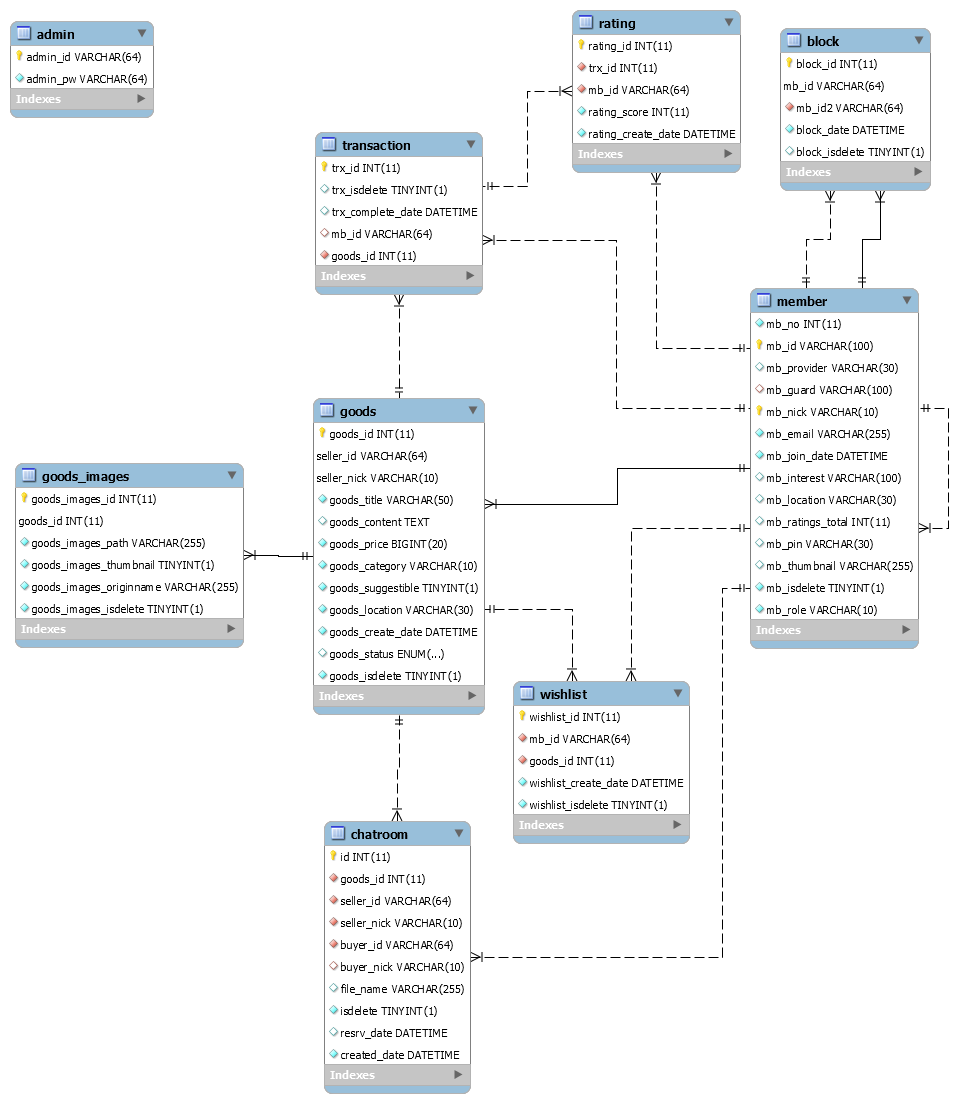 admin
admin_id VARCHAR(64)
admin_pw VARCHAR(64)
Indexes
rating
rating_id INT(11)
trx_id INT(11)
mb_id VARCHAR(64)
rating_score INT(11)
rating_create_date DATETIME
Indexes
block
block_id INT(11)
mb_id VARCHAR(64)
mb_id2 VARCHAR(64)
block_date DATETIME
block_isdelete TINYINT(1)
Indexes
transaction
trx_id INT(11)
trx_isdelete TINYINT(1)
trx_complete_date DATETIME
mb_id VARCHAR(64)
goods_id INT(11)
Indexes
member
mb_no INT(11)
mb_id VARCHAR(100)
mb_provider VARCHAR(30)
mb_guard VARCHAR(100)
mb_nick VARCHAR(10)
mb_email VARCHAR(255)
mb_join_date DATETIME
mb_interest VARCHAR(100)
mb_location VARCHAR(30)
mb_ratings_total INT(11)
mb_pin VARCHAR(30)
mb_thumbnail VARCHAR(255)
mb_isdelete TINYINT(1)
mb_role VARCHAR(10)
Indexes
goods
goods_id INT(11)
seller_id VARCHAR(64)
seller_nick VARCHAR(10)
goods_title VARCHAR(50)
goods_content TEXT
goods_price BIGINT(20)
goods_category VARCHAR(10)
goods_suggestible TINYINT(1)
goods_location VARCHAR(30)
goods_create_date DATETIME
goods_status ENUM(...)
goods_isdelete TINYINT(1)
Indexes
goods_images
goods_images_id INT(11)
goods_id INT(11)
goods_images_path VARCHAR(255)
goods_images_thumbnail TINYINT(1)
goods_images_originname VARCHAR(255)
goods_images_isdelete TINYINT(1)
Indexes
wishlist
wishlist_id INT(11)
mb_id VARCHAR(64)
goods_id INT(11)
wishlist_create_date DATETIME
wishlist_isdelete TINYINT(1)
Indexes
chatroom
id INT(11)
goods_id INT(11)
seller_id VARCHAR(64)
seller_nick VARCHAR(10)
buyer_id VARCHAR(64)
buyer_nick VARCHAR(10)
file_name VARCHAR(255)
isdelete TINYINT(1)
resrv_date DATETIME
created_date DATETIME
Indexes